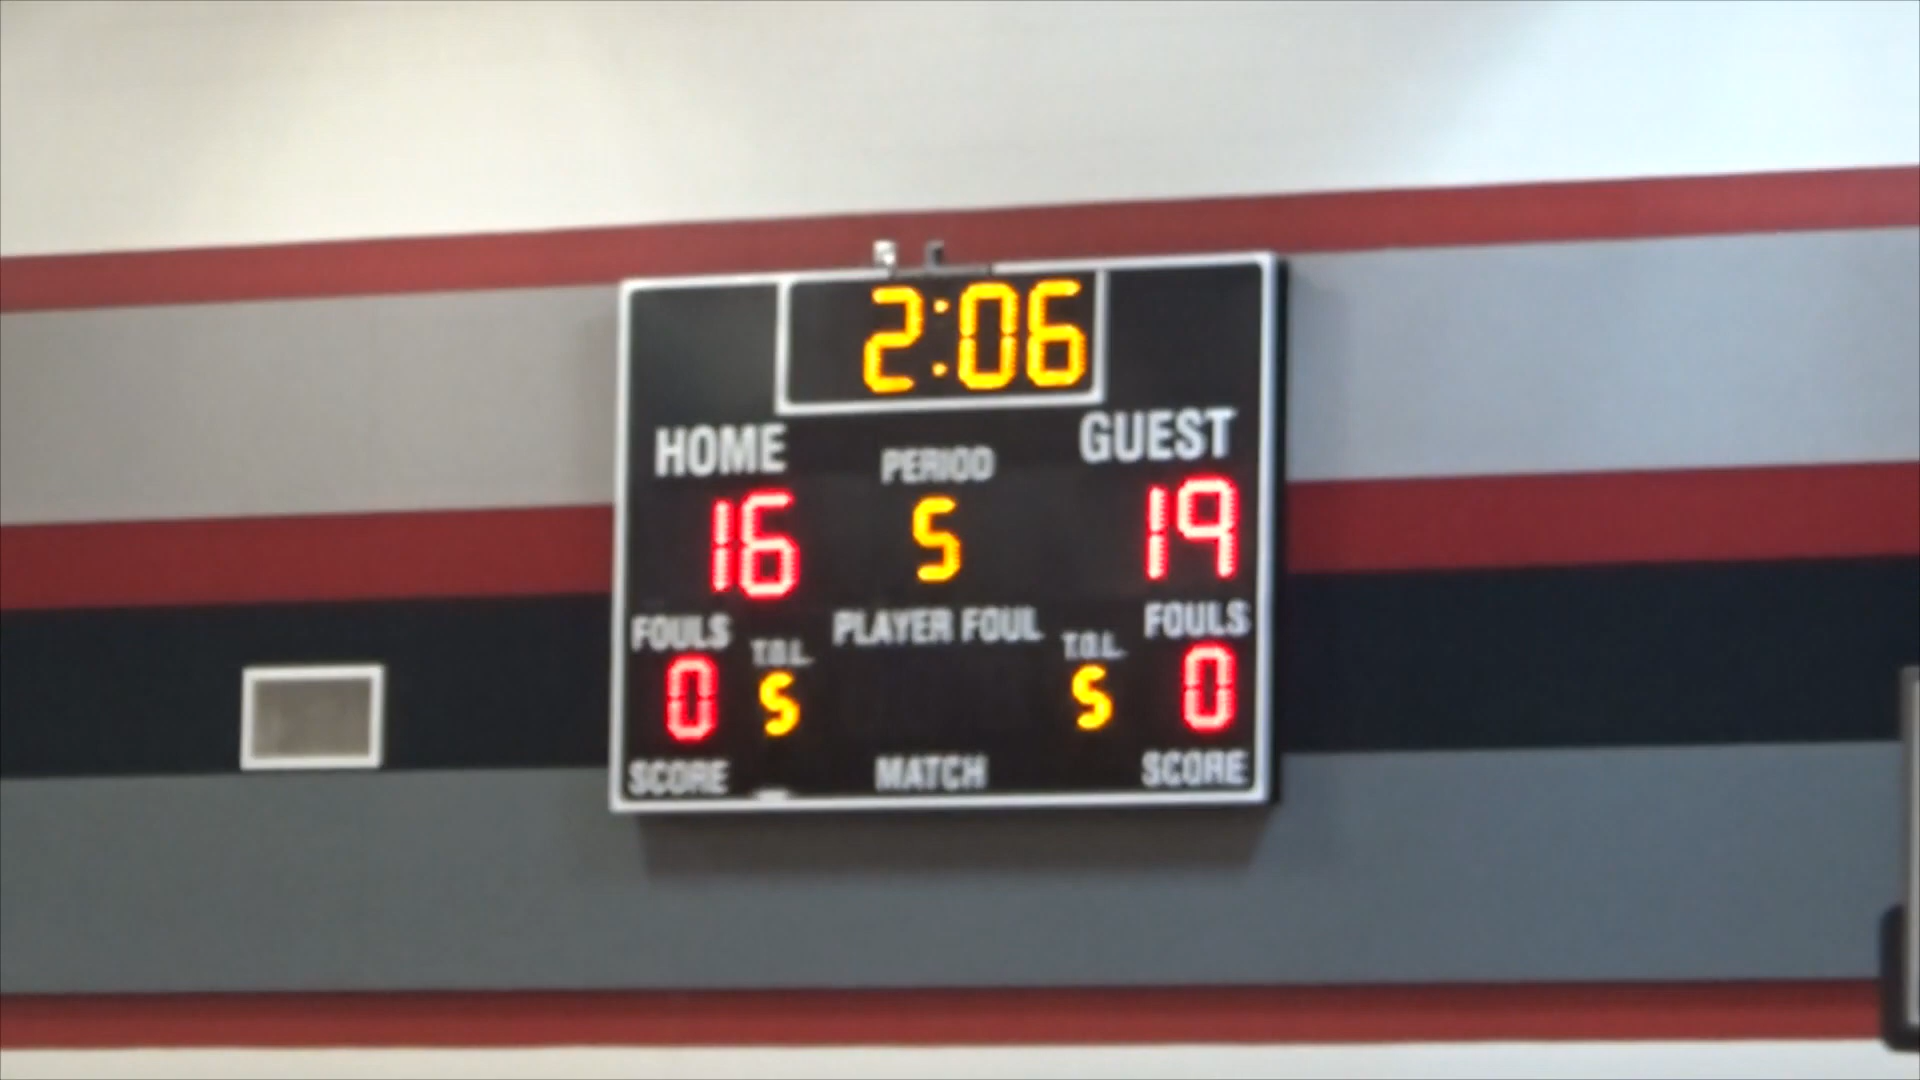 2:06
HOME PERIOD GUEST
16 5 19
FOULS T.O.L. PLAYER FOUL T.O.L. FOULS
0 5 5 0
SCORE MATCH SCORE